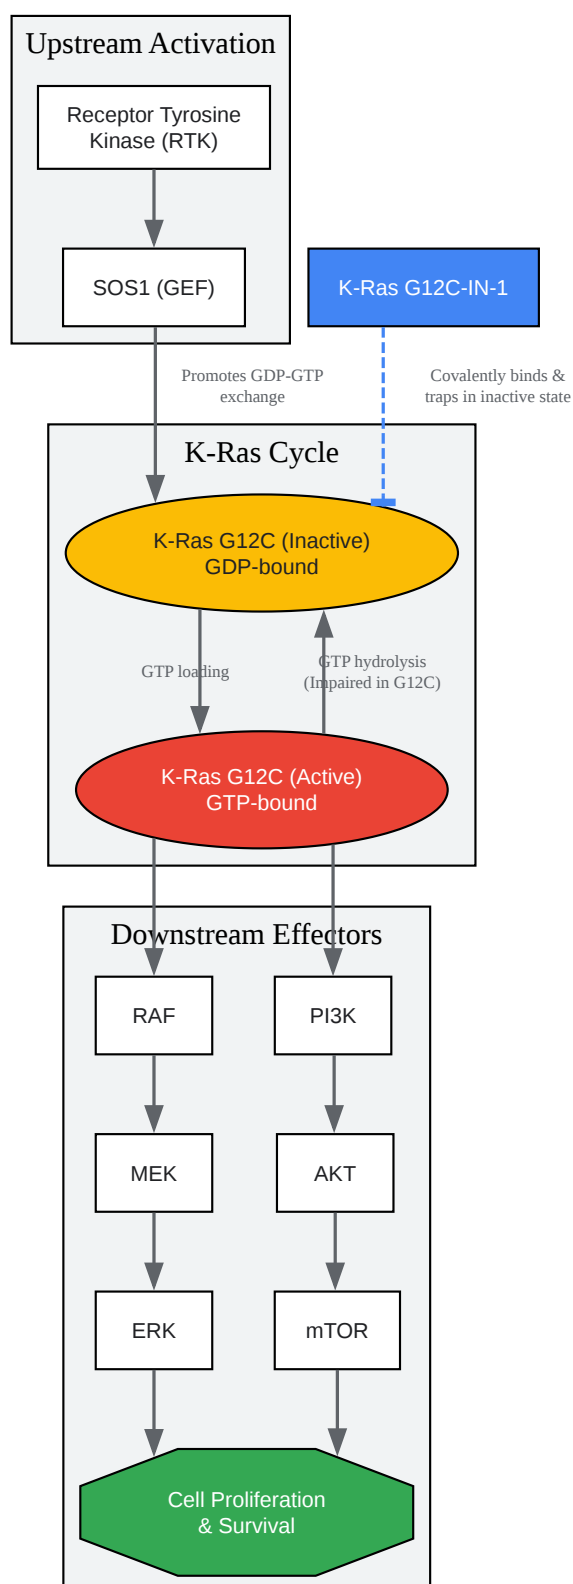 Upstream Activation
Receptor Tyrosine
Kinase (RTK)
SOS1 (GEF)
K-Ras G12C-IN-1
Promotes GDP-GTP
exchange
Covalently binds &
traps in inactive state
K-Ras Cycle
K-Ras G12C (Inactive)
GDP-bound
GTP loading
GTP hydrolysis
(Impaired in G12C)
K-Ras G12C (Active)
GTP-bound
Downstream Effectors
RAF
PI3K
MEK
AKT
ERK
mTOR
Cell Proliferation
& Survival